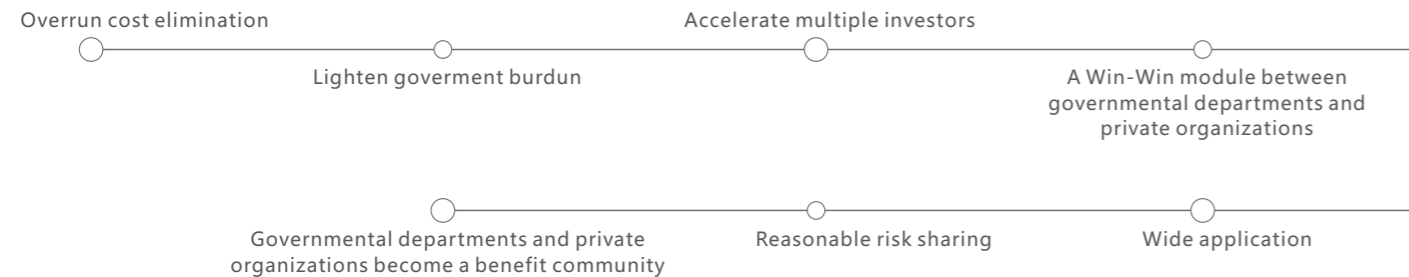 Overrun cost elimination
Accelerate multiple investors
Lighten goverment burdun
A Win-Win module between
governmental departments and
private organizations
Governmental departments and private
organizations become a benefit community
Reasonable risk sharing
Wide application